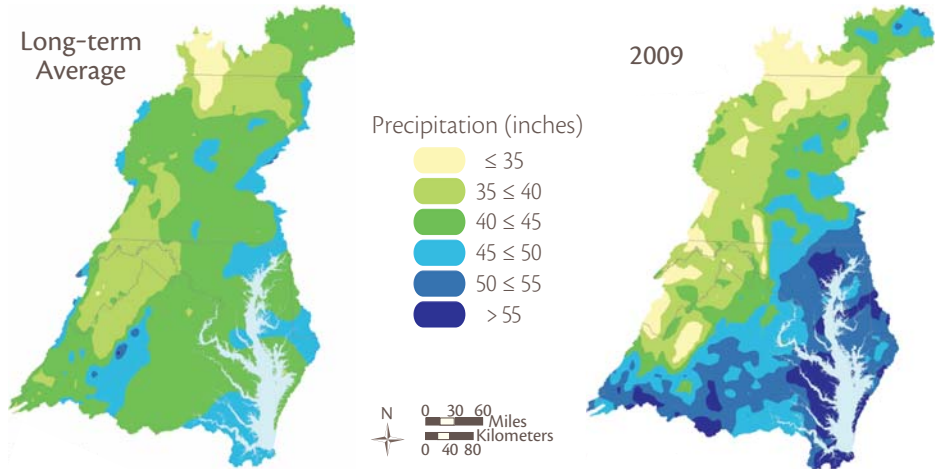 Long-term
Average
2009
Precipitation (inches)
≤ 35
35 ≤ 40
40 ≤ 45
45 ≤ 50
50 ≤ 55
> 55
N
0 30 60
Miles
Kilometers
0 40 80